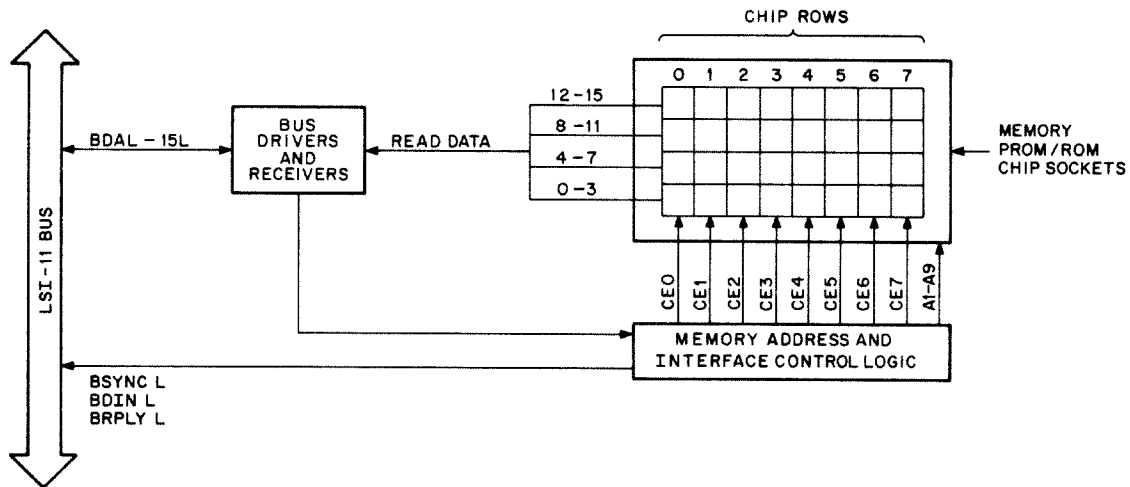 CHIP ROWS
0 1 2 3 4 5 6 7
12-15
8-11
4-7
0-3
BUS
DRIVERS
AND
RECEIVERS
BDAL - 15L
READ DATA
MEMORY
PROM/ROM
CHIP SOCKETS
LSI-11 BUS
CE0
CE1
CE2
CE3
CE4
CE5
CE6
CE7
A1-A9
MEMORY ADDRESS AND
INTERFACE CONTROL LOGIC
BSYNC L
BDIN L
BRPLY L